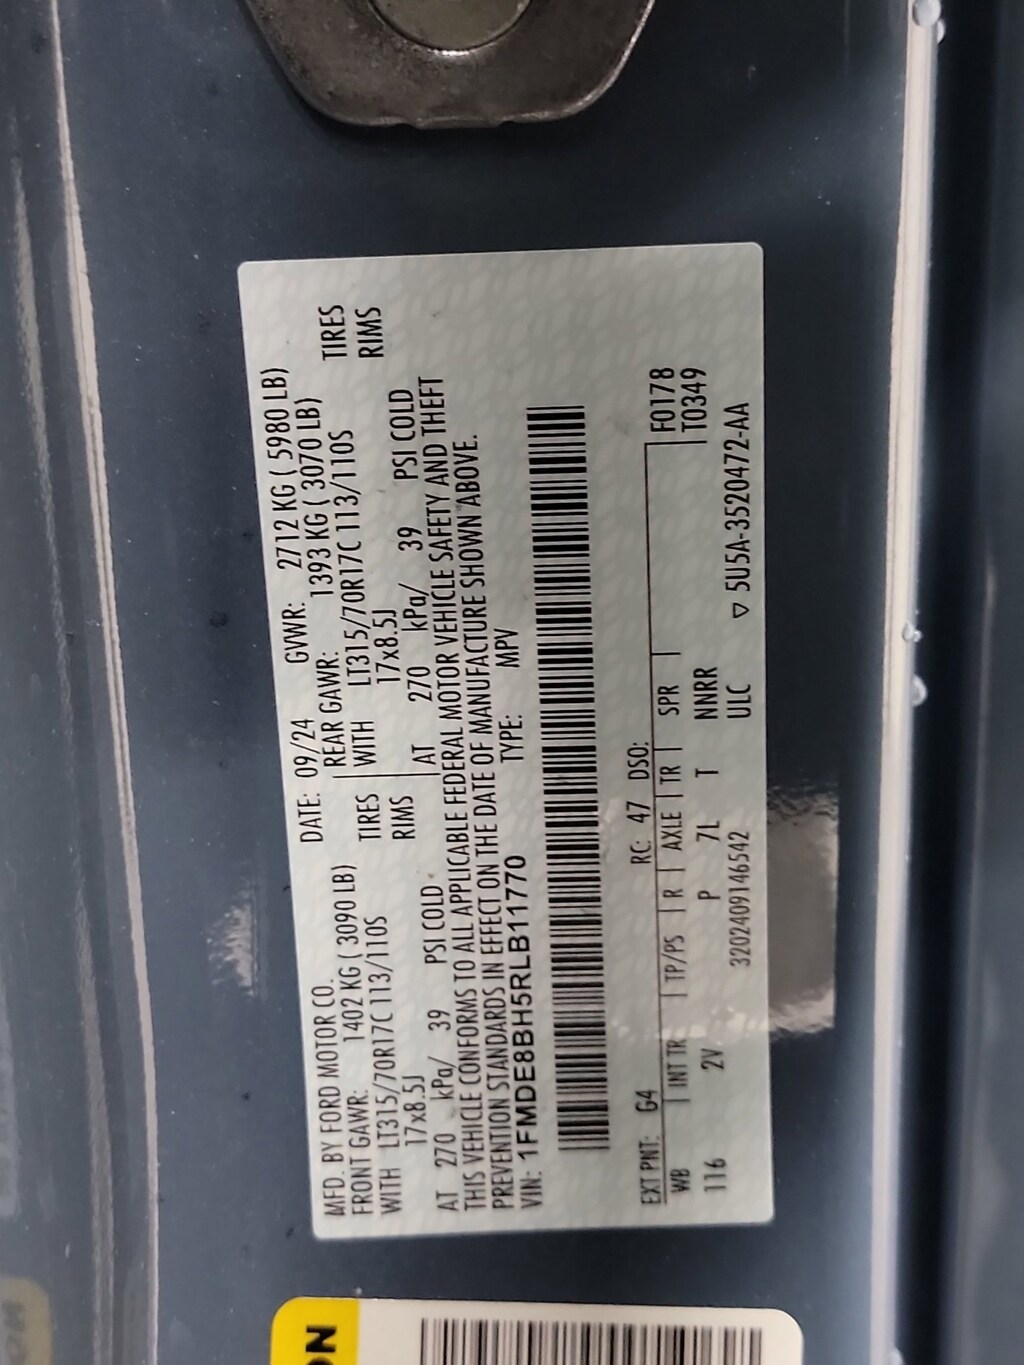 MFD. BY FORD MOTOR CO. DATE: 09/24 GVWR: 2712 KG ( 5980 LB)
FRONT GAWR: 1402 KG ( 3090 LB) REAR GAWR: 1393 KG ( 3070 LB)
WITH LT315/70R17C 113/110S TIRES WITH LT315/70R17C 113/110S TIRES
17x8.5J RIMS 17x8.5J RIMS
AT 270 kPa/ 39 PSI COLD AT 270 kPa/ 39 PSI COLD
THIS VEHICLE CONFORMS TO ALL APPLICABLE FEDERAL MOTOR VEHICLE SAFETY AND THEFT
PREVENTION STANDARDS IN EFFECT ON THE DATE OF MANUFACTURE SHOWN ABOVE.
VIN: 1FMDE8BH5RLB11770 TYPE: MPV
EXT PNT: G4 RC: 47 DSO: F0178
WB INT TR TP/PS R AXLE TR SPR T0349
116 2V P 7L T NNRR
3202409146542 ULC ▽ 5U5A-3520472-AA
ON